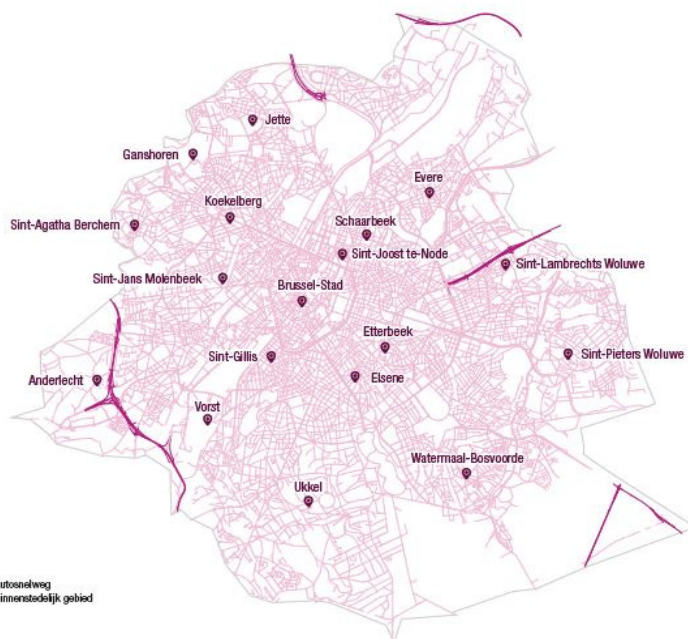 Jette
Ganshoren
Evere
Koekelberg
Sint-Agatha Berchem
Schaarbeek
Sint-Joost te-Node
Sint-Lambrechts Woluwe
Sint-Jans Molenbeek
Brussel-Stad
Etterbeek
Sint-Gillis
Sint-Pieters Woluwe
Elsene
Anderlecht
Vorst
Watermaal-Bosvoorde
Ukkel
utosnelweg
innenstedelijk gebied